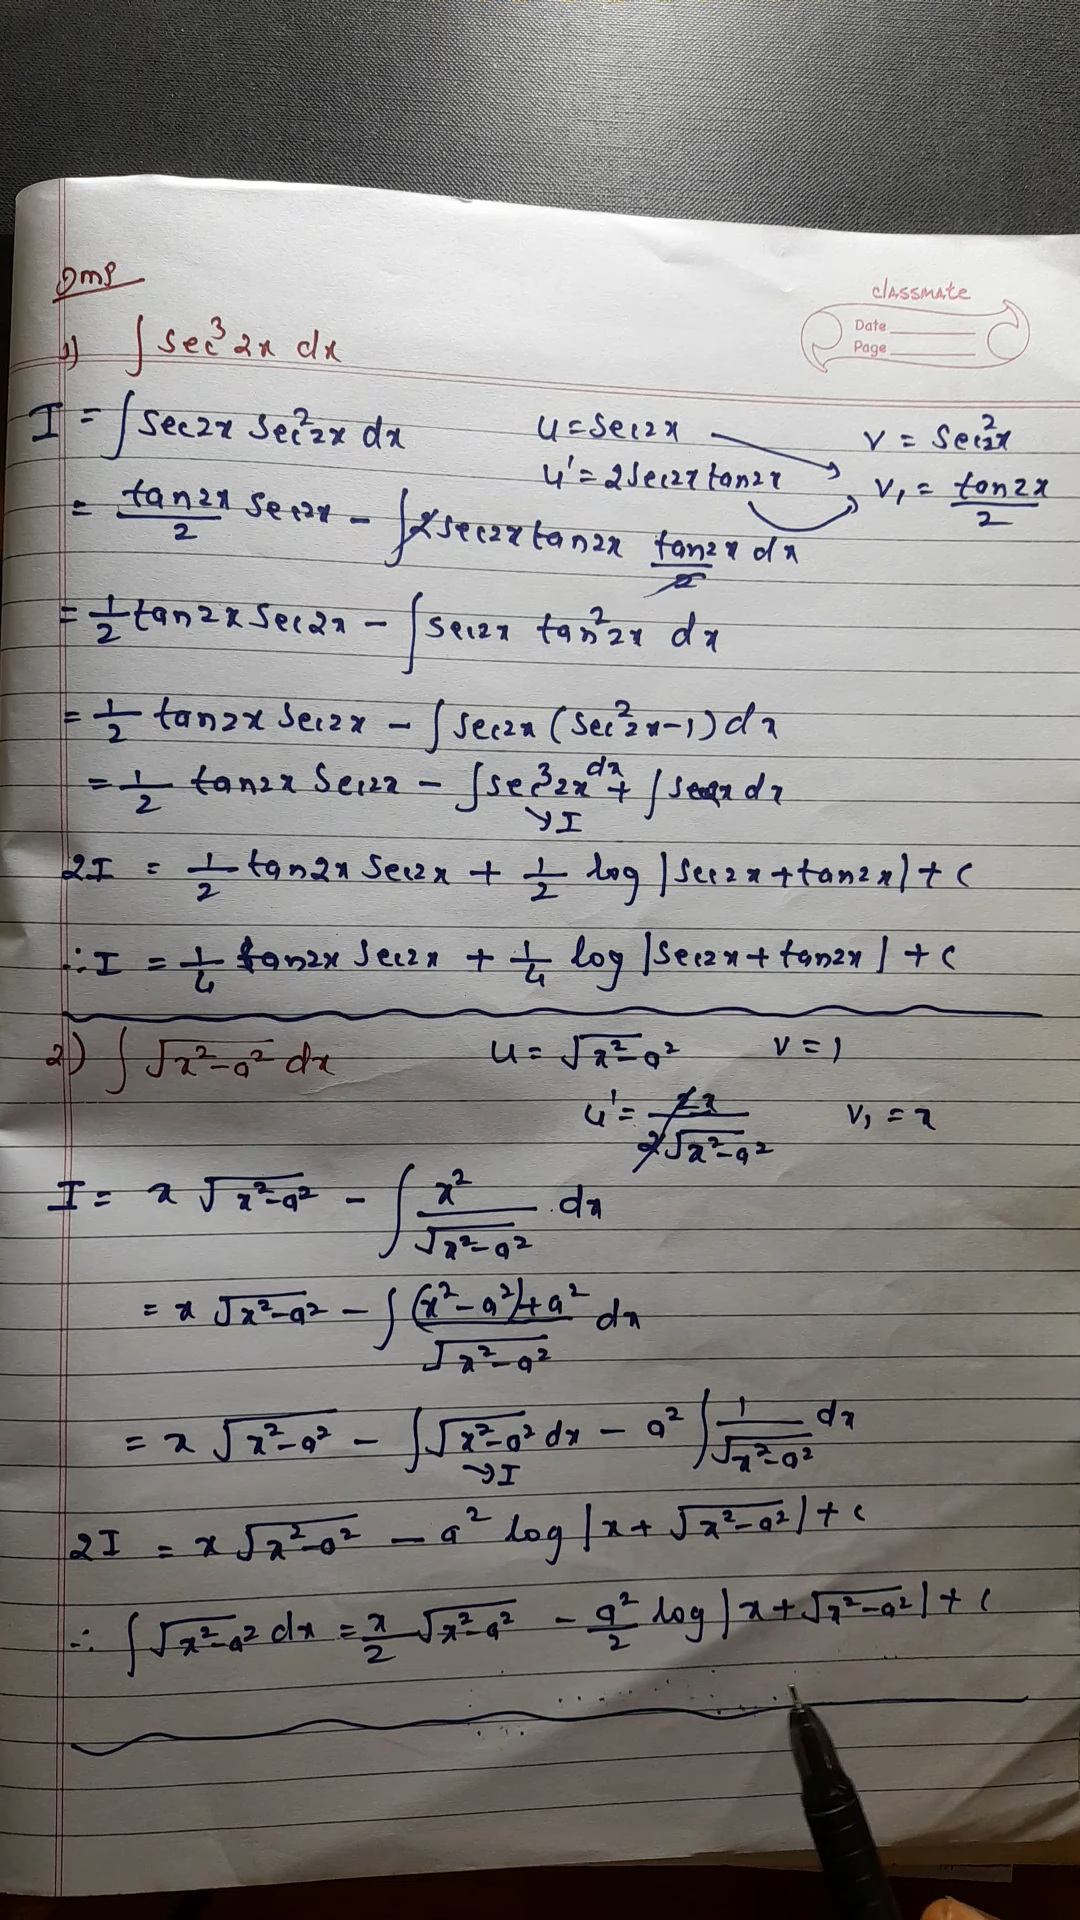 Imp
classmate
Date
Page
1) ∫ sec³2x dx
I = ∫ sec2x sec²2x dx    u = sec2x    v = sec²2x
u' = 2sec2x tan2x    v₁ = tan2x/2
= tan2x/2 sec2x − ∫ 2sec2x tan2x tan2x/2 dx
= 1/2 tan2x sec2x − ∫ sec2x tan²2x dx
= 1/2 tan2x sec2x − ∫ sec2x (sec²2x−1) dx
= 1/2 tan2x sec2x − ∫ sec³2x dx + ∫ sec2x dx
→I
2I = 1/2 tan2x sec2x + 1/2 log |sec2x+tan2x| + c
∴ I = 1/4 tan2x sec2x + 1/4 log |sec2x+tan2x| + c
2) ∫ √x²−a² dx    u = √x²−a²    v = 1
u' = 2x/2√x²−a²    v₁ = x
I = x √x²−a² − ∫ x²/√x²−a² . dx
= x √x²−a² − ∫ (x²−a²)+a²/√x²−a² dx
= x √x²−a² − ∫ √x²−a² dx − a² ∫ 1/√x²−a² dx
→I
2I = x √x²−a² − a² log |x+√x²−a²| + c
∴ ∫ √x²−a² dx = x/2 √x²−a² − a²/2 log |x+√x²−a²| + c